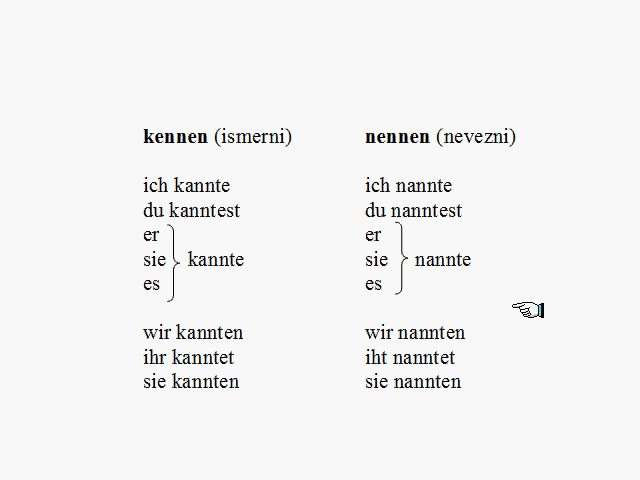 kennen (ismerni)
ich kannte
du kanntest
er
sie kannte
es
wir kannten
ihr kanntet
sie kannten
nennen (nevezni)
ich nannte
du nanntest
er
sie nannte
es
wir nannten
iht nanntet
sie nannten